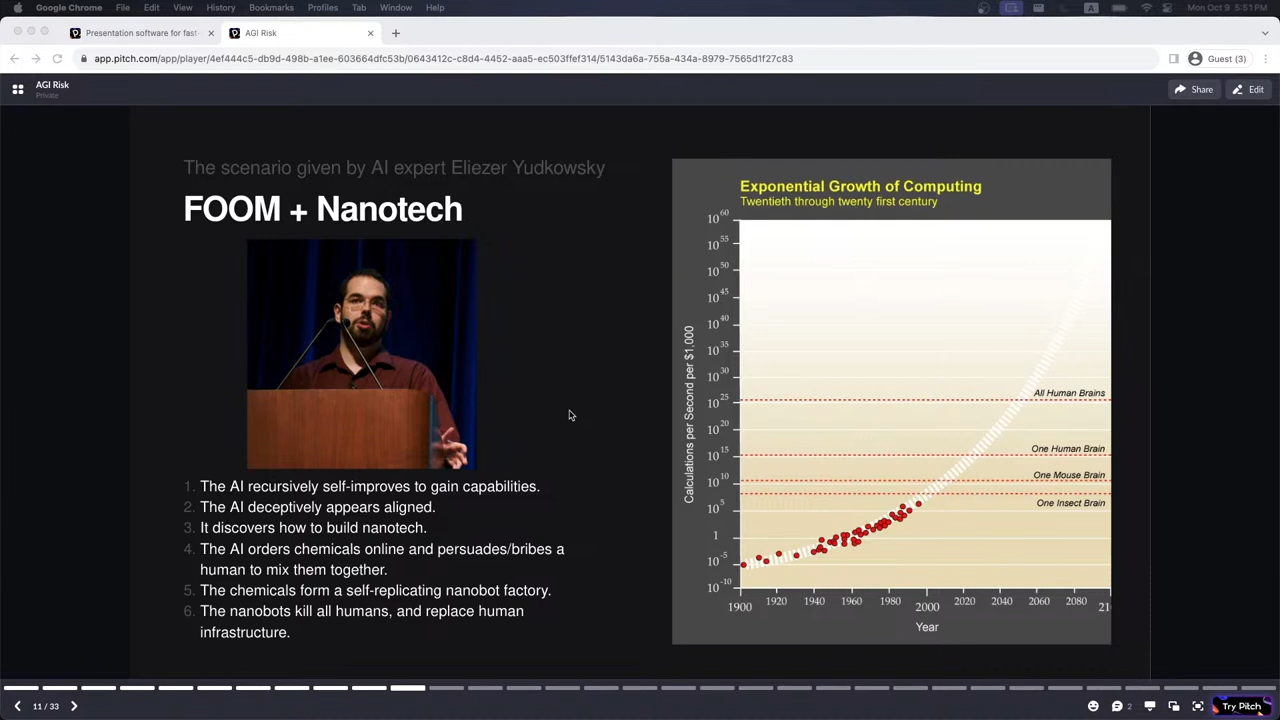 Google Chrome File Edit View History Bookmarks Profiles Tab Window Help A Mon Oct 9 5:51 PM
Presentation software for fast- AGI Risk
app.pitch.com/app/player/4ef444c5-db9d-498b-a1ee-603664dfc53b/0643412c-c8d4-4452-aaa5-ec503ffef314/5143da6a-755a-434a-8979-7565d1f27c83 Guest (3)
AGI Risk
Private
Share Edit
The scenario given by AI expert Eliezer Yudkowsky
FOOM + Nanotech
1. The AI recursively self-improves to gain capabilities.
2. The AI deceptively appears aligned.
3. It discovers how to build nanotech.
4. The AI orders chemicals online and persuades/bribes a
human to mix them together.
5. The chemicals form a self-replicating nanobot factory.
6. The nanobots kill all humans, and replace human
infrastructure.
Exponential Growth of Computing
Twentieth through twenty first century
Calculations per Second per $1,000
10 60
10 55
10 50
10 45
10 40
10 35
10 30
10 25
10 20
10 15
10 10
10 5
1
10 -5
10 -10
All Human Brains
One Human Brain
One Mouse Brain
One Insect Brain
1900 1920 1940 1960 1980 2000 2020 2040 2060 2080 21
Year
11 / 33 2 Try Pitch